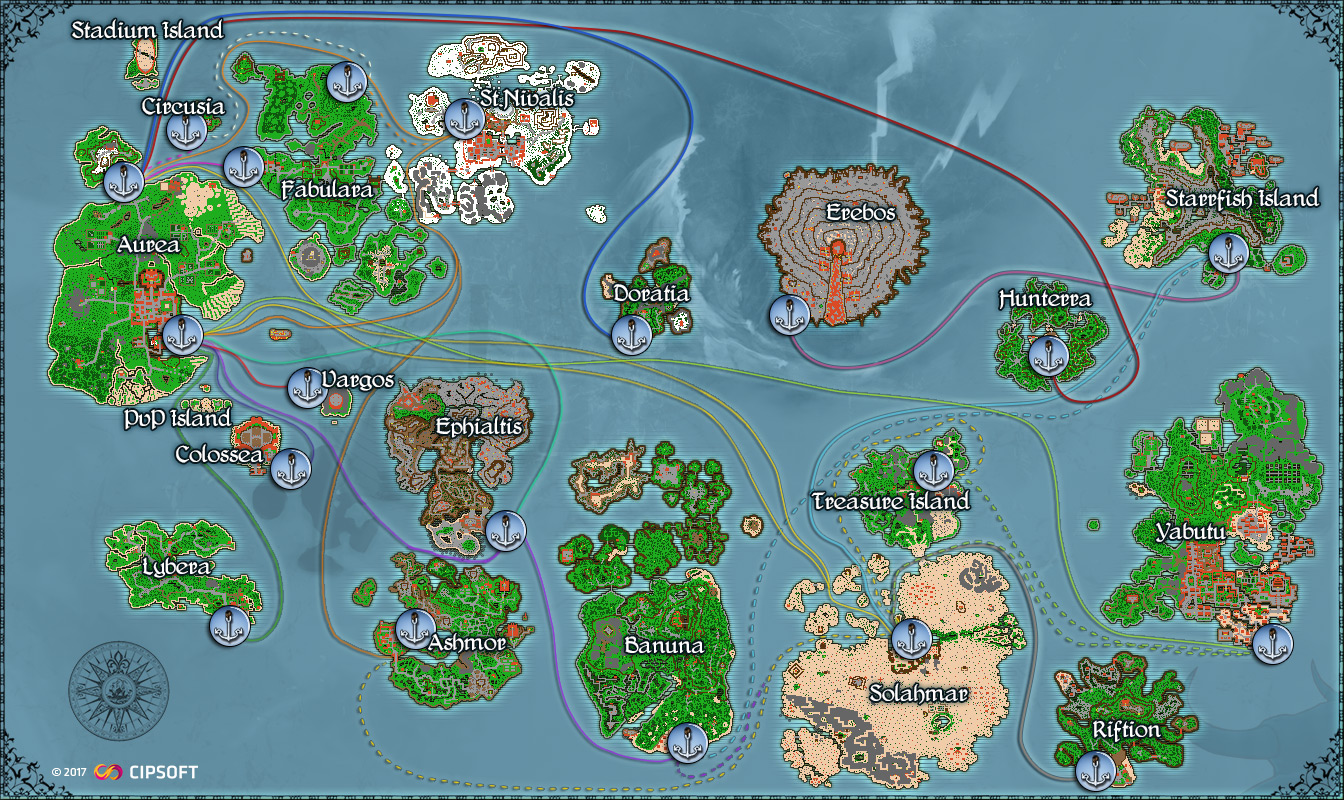 Stadium Island
Circusia
St.Nivalis
Fabulara
Starrfish Island
Erebos
Aurea
Doratia
Hunterra
Vargos
PvP Island
Ephialtis
Colossea
Treasure Island
Yabutu
Lybera
Ashmor
Banuna
Solahmar
Riftion
© 2017 CIPSOFT